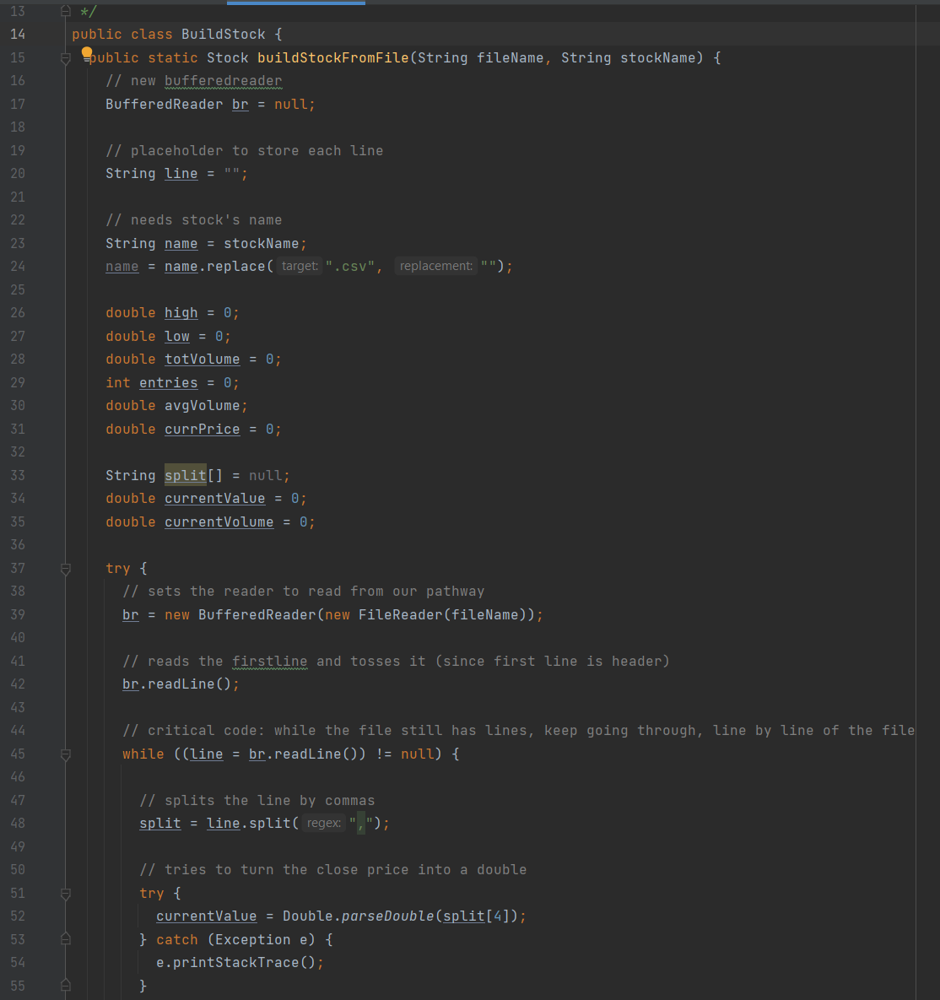 13 */
14 public class BuildStock {
15 public static Stock buildStockFromFile(String fileName, String stockName) {
16 // new bufferedreader
17 BufferedReader br = null;
18
19 // placeholder to store each line
20 String line = "";
21
22 // needs stock's name
23 String name = stockName;
24 name = name.replace( target: ".csv", replacement: "");
25
26 double high = 0;
27 double low = 0;
28 double totVolume = 0;
29 int entries = 0;
30 double avgVolume;
31 double currPrice = 0;
32
33 String split[] = null;
34 double currentValue = 0;
35 double currentVolume = 0;
36
37 try {
38 // sets the reader to read from our pathway
39 br = new BufferedReader(new FileReader(fileName));
40
41 // reads the firstline and tosses it (since first line is header)
42 br.readLine();
43
44 // critical code: while the file still has lines, keep going through, line by line of the file
45 while ((line = br.readLine()) != null) {
46
47 // splits the line by commas
48 split = line.split( regex: ",");
49
50 // tries to turn the close price into a double
51 try {
52 currentValue = Double.parseDouble(split[4]);
53 } catch (Exception e) {
54 e.printStackTrace();
55 }